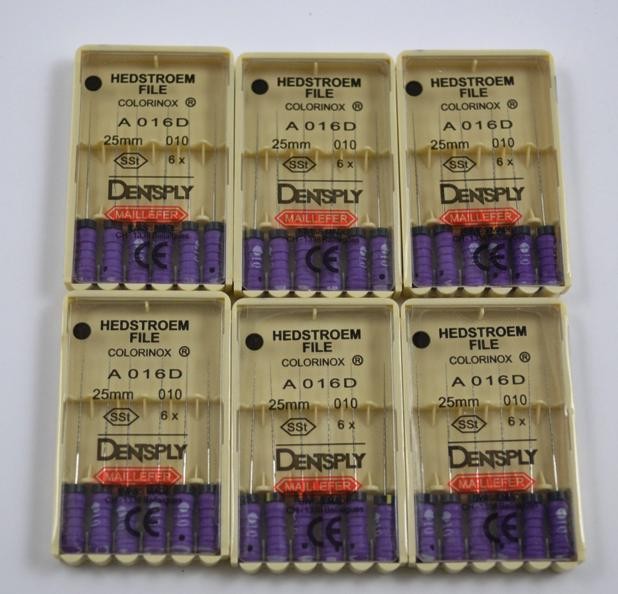 HEDSTROEM
FILE
COLORINOX ®
A 016D
25mm 010
SSt 6 x
DENTSPLY
MAILLEFER
CE
HEDSTROEM
FILE
COLORINOX ®
A 016D
25mm 010
SSt 6 x
DENTSPLY
MAILLEFER
CE
HEDSTROEM
FILE
COLORINOX ®
A 016D
25mm 010
SSt 6 x
DENTSPLY
MAILLEFER
CE
HEDSTROEM
FILE
COLORINOX ®
A 016D
25mm 010
SSt 6 x
DENTSPLY
MAILLEFER
CE
HEDSTROEM
FILE
COLORINOX ®
A 016D
25mm 010
SSt 6 x
DENTSPLY
MAILLEFER
CE
HEDSTROEM
FILE
COLORINOX ®
A 016D
25mm 010
SSt 6 x
DENTSPLY
MAILLEFER
CE